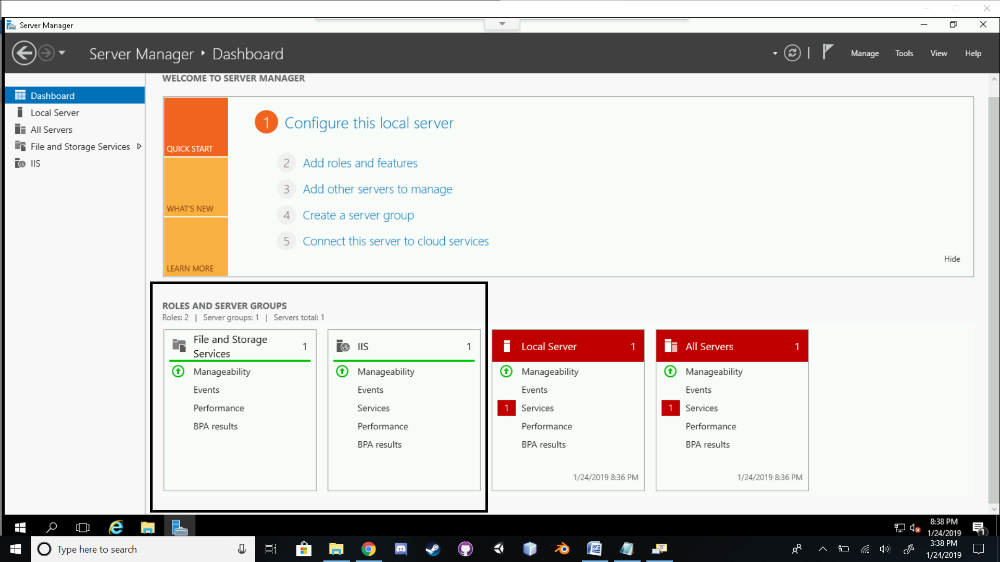 Server Manager
Server Manager ‣ Dashboard
Manage Tools View Help
Dashboard
Local Server
All Servers
File and Storage Services
IIS
WELCOME TO SERVER MANAGER
QUICK START
WHAT'S NEW
LEARN MORE
1 Configure this local server
2 Add roles and features
3 Add other servers to manage
4 Create a server group
5 Connect this server to cloud services
Hide
ROLES AND SERVER GROUPS
Roles: 2 | Server groups: 1 | Servers total: 1
File and Storage
Services 1
Manageability
Events
Performance
BPA results
IIS 1
Manageability
Events
Services
Performance
BPA results
Local Server 1
Manageability
Events
1 Services
Performance
BPA results
1/24/2019 8:36 PM
All Servers 1
Manageability
Events
1 Services
Performance
BPA results
1/24/2019 8:36 PM
8:38 PM
1/24/2019
1
Type here to search
3:38 PM
1/24/2019